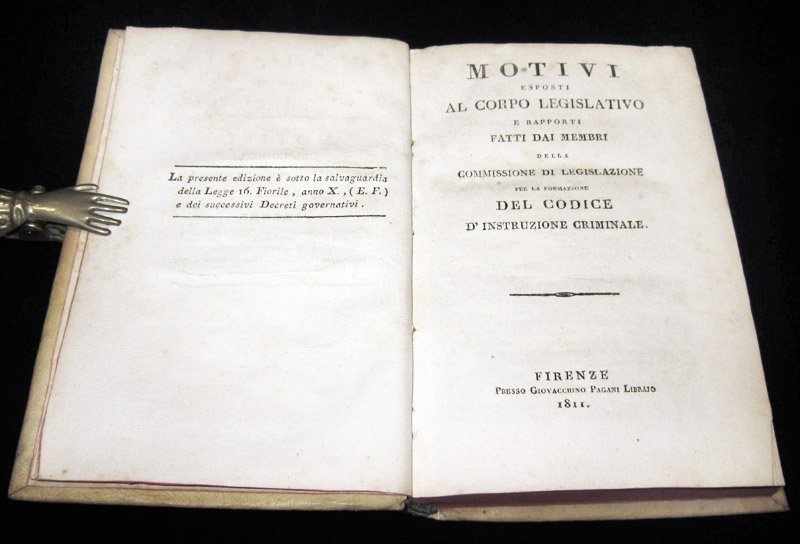 La presente edizione è sotto la salvaguardia
della Legge 16. Fiorile, anno X., (E. F.)
e dei successivi Decreti governativi.
MOTIVI
ESPOSTI
AL CORPO LEGISLATIVO
E RAPPORTI
FATTI DAI MEMBRI
DELLA
COMMISSIONE DI LEGISLAZIONE
PER LA FORMAZIONE
DEL CODICE
D'INSTRUZIONE CRIMINALE.
FIRENZE
PRESSO GIOVACCHINO PAGANI LIBRAJO
1811.